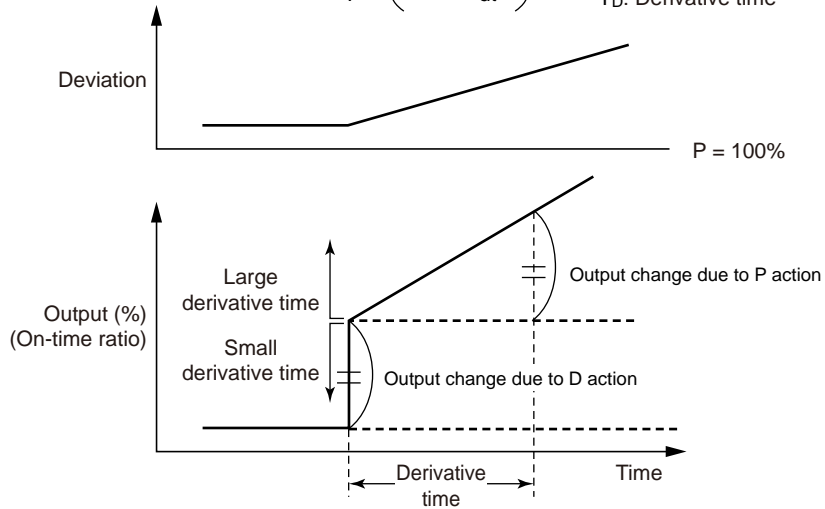 T_D: Derivative time
Deviation
P = 100%
Large
derivative time
Output change due to P action
Output (%)
(On-time ratio)
Small
derivative time
Output change due to D action
Derivative
time
Time